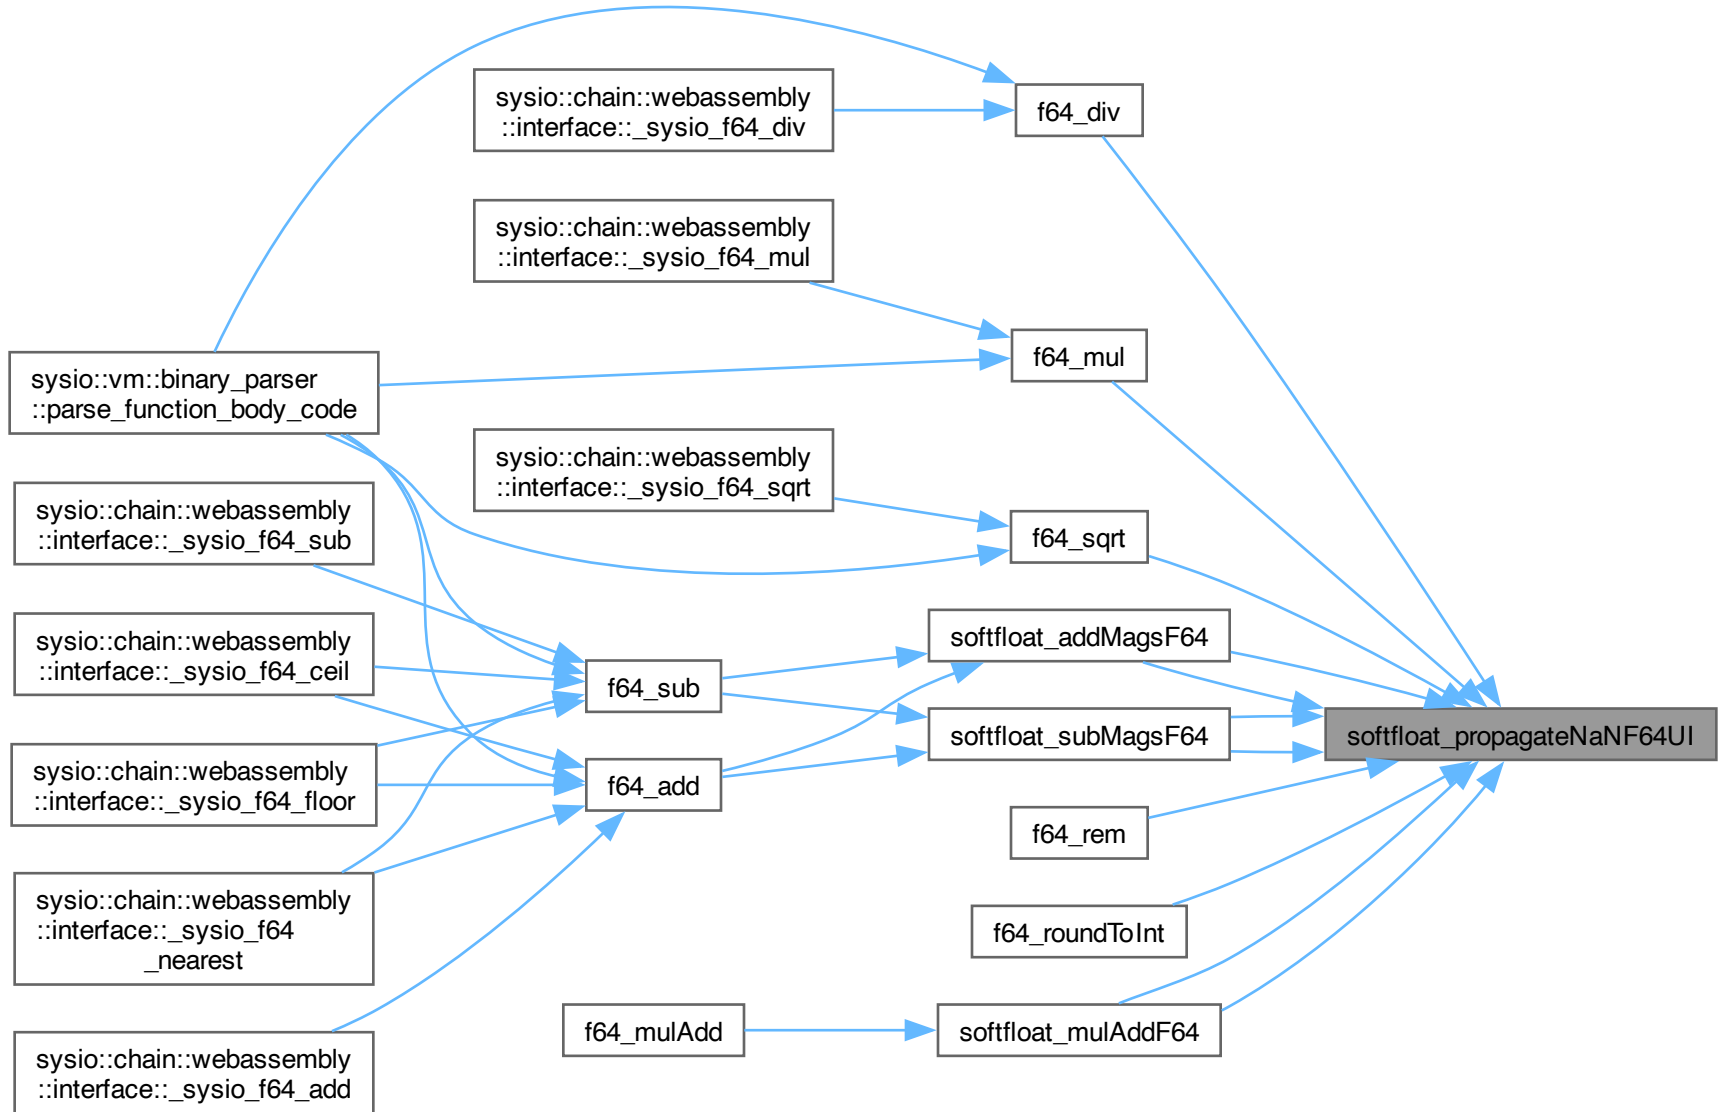 sysio::chain::webassembly
::interface::_sysio_f64_div
f64_div
sysio::chain::webassembly
::interface::_sysio_f64_mul
f64_mul
sysio::vm::binary_parser
::parse_function_body_code
sysio::chain::webassembly
::interface::_sysio_f64_sqrt
f64_sqrt
sysio::chain::webassembly
::interface::_sysio_f64_sub
sysio::chain::webassembly
::interface::_sysio_f64_ceil
softfloat_addMagsF64
f64_sub
softfloat_subMagsF64
softfloat_propagateNaNF64UI
sysio::chain::webassembly
::interface::_sysio_f64_floor
f64_add
f64_rem
sysio::chain::webassembly
::interface::_sysio_f64
_nearest
f64_roundToInt
f64_mulAdd
softfloat_mulAddF64
sysio::chain::webassembly
::interface::_sysio_f64_add